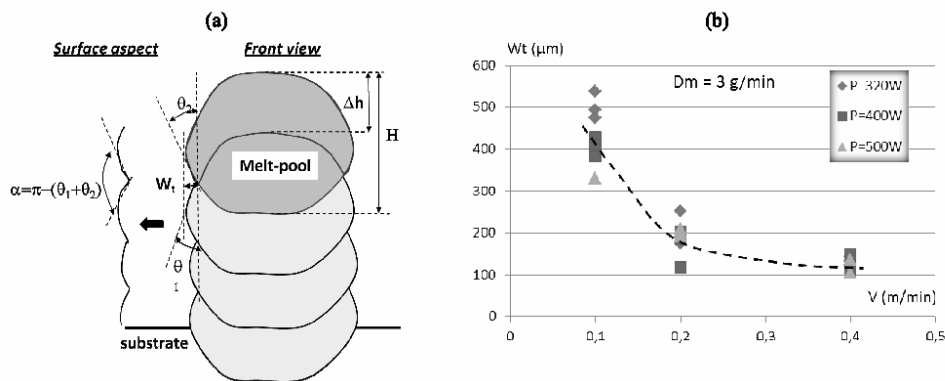 (a)
Surface aspect
Front view
θ2
Δh
H
Melt-pool
α=π−(θ1+θ2)
Wt
θ
1
substrate
(b)
Wt (μm)
600
500
400
300
200
100
0
Dm = 3 g/min
P=320W
P=400W
P=500W
V (m/min)
0
0,1
0,2
0,3
0,4
0,5